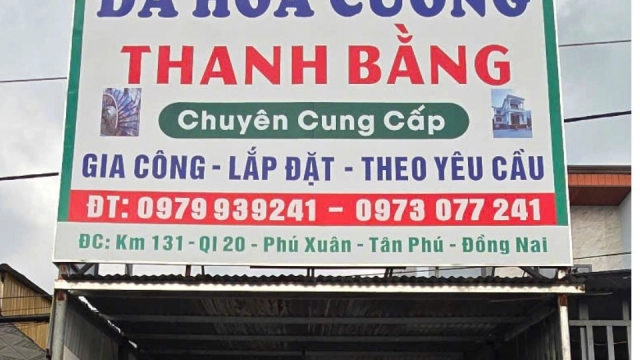 ĐÁ HOA CƯƠNG
THANH BẰNG
Chuyên Cung Cấp
GIA CÔNG - LẮP ĐẶT - THEO YÊU CẦU
ĐT: 0979 939241 - 0973 077 241
ĐC: Km 131 - QI 20 - Phú Xuân - Tân Phú - Đồng Nai